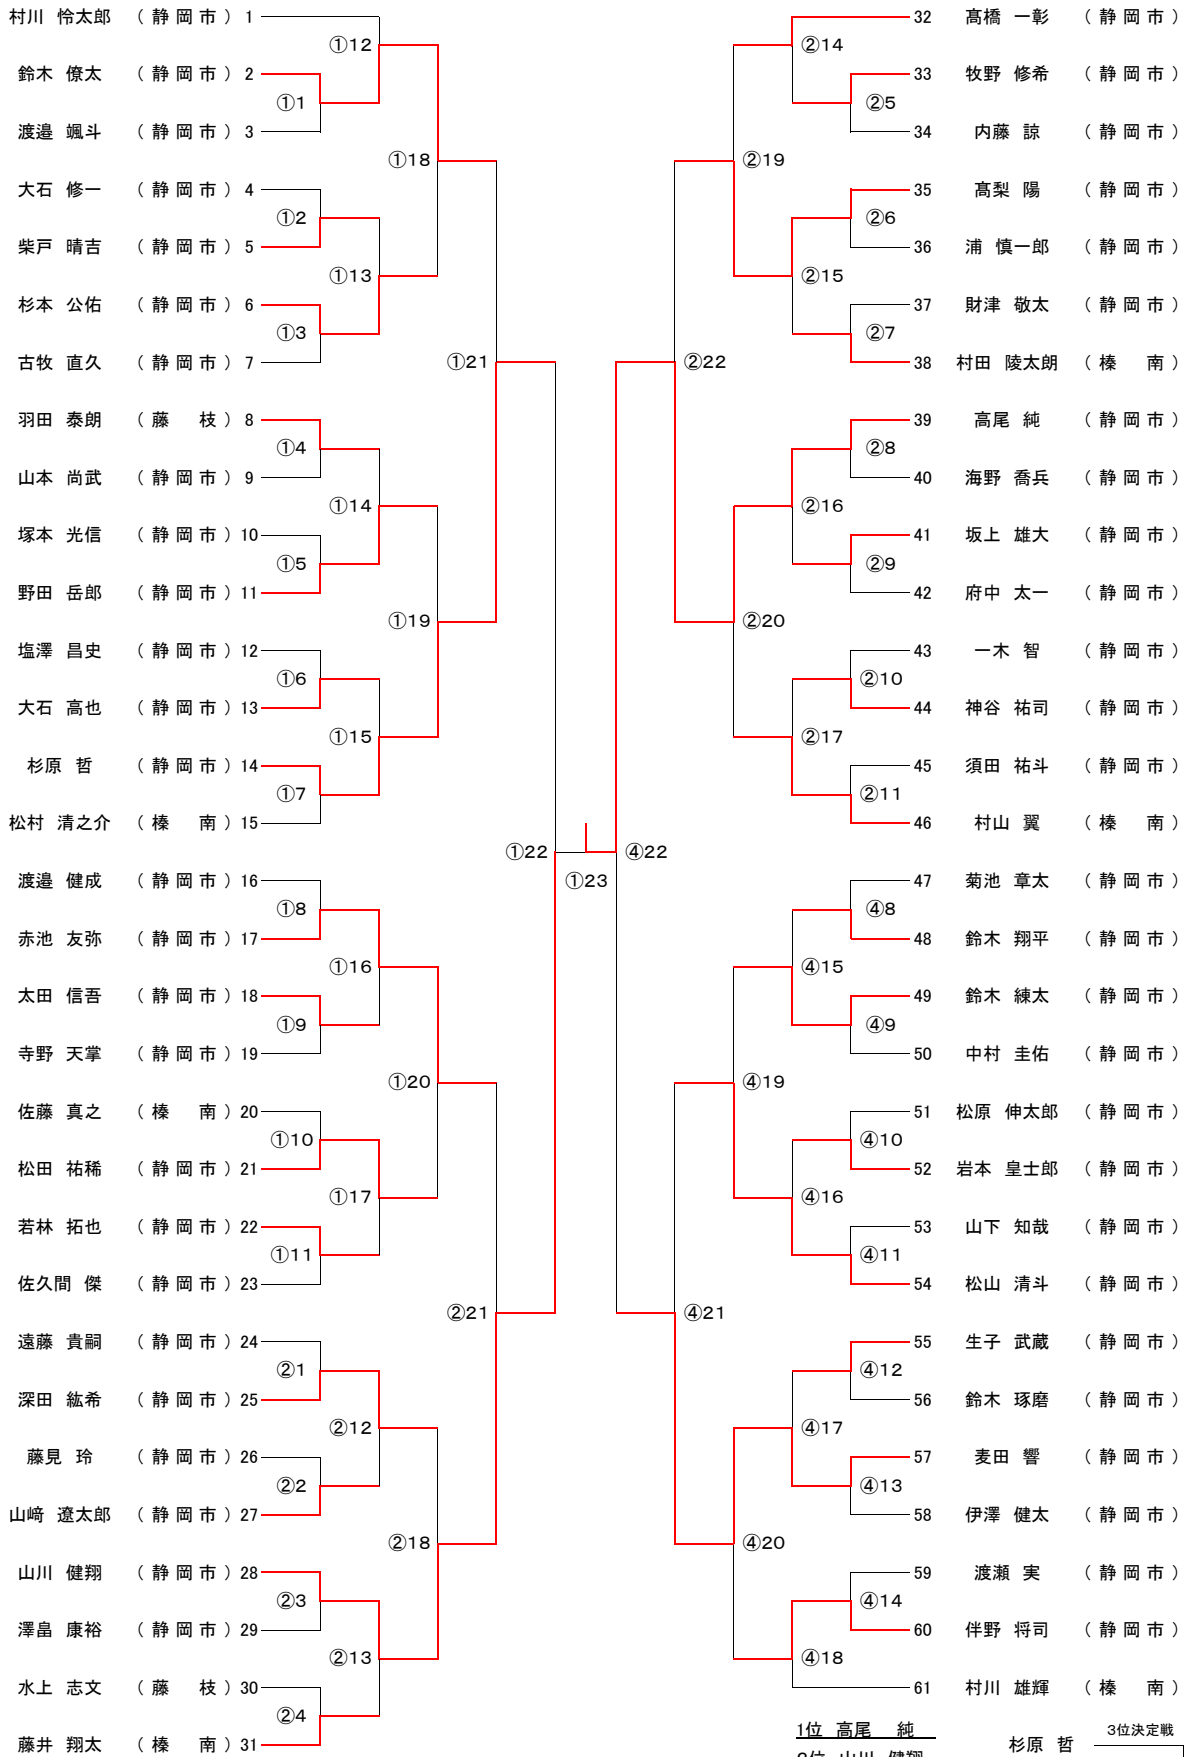 村川 怜太郎 （ 静 岡 市 ） 1
鈴木 僚太 （ 静 岡 市 ） 2
渡邉 颯斗 （ 静 岡 市 ） 3
大石 修一 （ 静 岡 市 ） 4
柴戸 晴吉 （ 静 岡 市 ） 5
杉本 公佑 （ 静 岡 市 ） 6
古牧 直久 （ 静 岡 市 ） 7
羽田 泰朗 （ 藤 枝 ） 8
山本 尚武 （ 静 岡 市 ） 9
塚本 光信 （ 静 岡 市 ） 10
野田 岳郎 （ 静 岡 市 ） 11
塩澤 昌史 （ 静 岡 市 ） 12
大石 高也 （ 静 岡 市 ） 13
杉原 哲 （ 静 岡 市 ） 14
松村 清之介 （ 榛 南 ） 15
渡邉 健成 （ 静 岡 市 ） 16
赤池 友弥 （ 静 岡 市 ） 17
太田 信吾 （ 静 岡 市 ） 18
寺野 天掌 （ 静 岡 市 ） 19
佐藤 真之 （ 榛 南 ） 20
松田 祐稀 （ 静 岡 市 ） 21
若林 拓也 （ 静 岡 市 ） 22
佐久間 傑 （ 静 岡 市 ） 23
遠藤 貴嗣 （ 静 岡 市 ） 24
深田 紘希 （ 静 岡 市 ） 25
藤見 玲 （ 静 岡 市 ） 26
山﨑 遼太郎 （ 静 岡 市 ） 27
山川 健翔 （ 静 岡 市 ） 28
澤畠 康裕 （ 静 岡 市 ） 29
水上 志文 （ 藤 枝 ） 30
藤井 翔太 （ 榛 南 ） 31
①1
①2
①3
①4
①5
①6
①7
①8
①9
①10
①11
②1
②2
②3
②4
①12
①13
①14
①15
①16
①17
②12
②13
①18
①19
①20
②18
①21
②21
①22
①23
④22
②22
④21
②19
②20
④19
④20
②14
②15
②16
②17
④15
④16
④17
④18
②5
②6
②7
②8
②9
②10
②11
④8
④9
④10
④11
④12
④13
④14
32 髙橋 一彰 （ 静 岡 市 ）
33 牧野 修希 （ 静 岡 市 ）
34 内藤 諒 （ 静 岡 市 ）
35 髙梨 陽 （ 静 岡 市 ）
36 浦 慎一郎 （ 静 岡 市 ）
37 財津 敬太 （ 静 岡 市 ）
38 村田 陵太朗 （ 榛 南 ）
39 高尾 純 （ 静 岡 市 ）
40 海野 喬兵 （ 静 岡 市 ）
41 坂上 雄大 （ 静 岡 市 ）
42 府中 太一 （ 静 岡 市 ）
43 一木 智 （ 静 岡 市 ）
44 神谷 祐司 （ 静 岡 市 ）
45 須田 祐斗 （ 静 岡 市 ）
46 村山 翼 （ 榛 南 ）
47 菊池 章太 （ 静 岡 市 ）
48 鈴木 翔平 （ 静 岡 市 ）
49 鈴木 練太 （ 静 岡 市 ）
50 中村 圭佑 （ 静 岡 市 ）
51 松原 伸太郎 （ 静 岡 市 ）
52 岩本 皇士郎 （ 静 岡 市 ）
53 山下 知哉 （ 静 岡 市 ）
54 松山 清斗 （ 静 岡 市 ）
55 生子 武蔵 （ 静 岡 市 ）
56 鈴木 琢磨 （ 静 岡 市 ）
57 麦田 響 （ 静 岡 市 ）
58 伊澤 健太 （ 静 岡 市 ）
59 渡瀬 実 （ 静 岡 市 ）
60 伴野 将司 （ 静 岡 市 ）
61 村川 雄輝 （ 榛 南 ）
1位 高尾 純
2位 山川 健翔
杉原 哲
3位決定戦